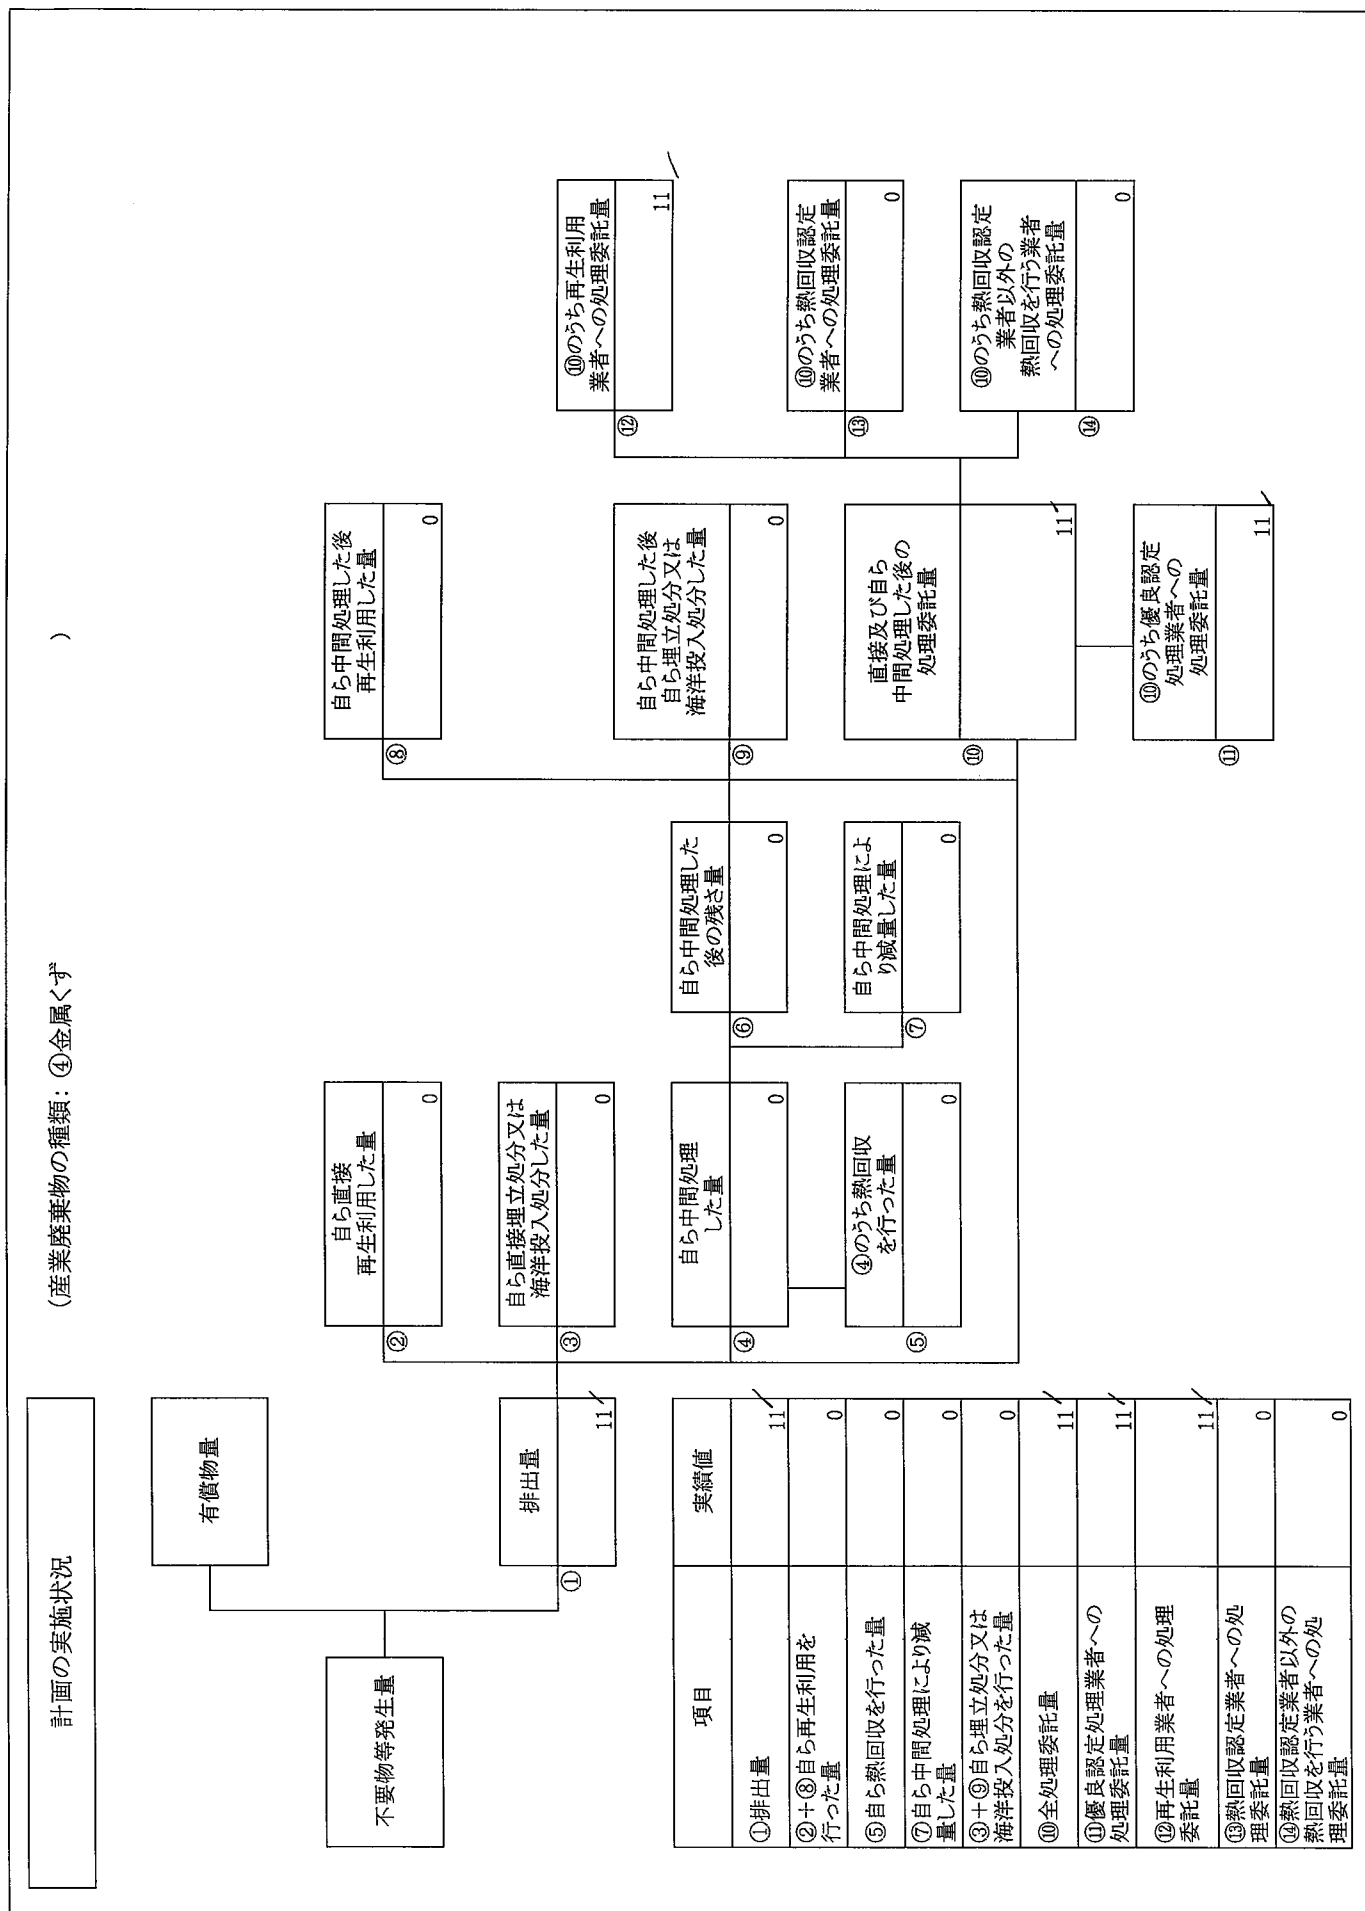 計画の実施状況
(産業廃棄物の種類：④金属くず　　　)
不要物等発生量
有償物量
①
排出量
11
②
自ら直接
再生利用した量
0
③
自ら直接埋立処分又は
海洋投入処分した量
0
④
自ら中間処理
した量
0
⑤
④のうち熱回収
を行った量
0
⑥
自ら中間処理した
後の残さ量
0
⑦
自ら中間処理によ
り減量した量
0
⑧
自ら中間処理した後
再生利用した量
0
⑨
自ら中間処理した後
自ら埋立処分又は
海洋投入処分した量
0
⑩
直接及び自ら
中間処理した後の
処理委託量
11
⑪
⑩のうち優良認定
処理業者への
処理委託量
11
⑫
⑩のうち再生利用
業者への処理委託量
11
⑬
⑩のうち熱回収認定
業者への処理委託量
0
⑭
⑩のうち熱回収認定
業者以外の
熱回収を行う業者
への処理委託量
0
項目　実績値
①排出量　11
②+⑧自ら再生利用を
行った量　0
⑤自ら熱回収を行った量　0
⑦自ら中間処理により減
量した量　0
③+⑨自ら埋立処分又は
海洋投入処分を行った量　0
⑩全処理委託量　11
⑪優良認定処理業者への
処理委託量　11
⑫再生利用業者への処理
委託量　11
⑬熱回収認定業者への処
理委託量　0
⑭熱回収認定業者以外の
熱回収を行う業者への処
理委託量　0